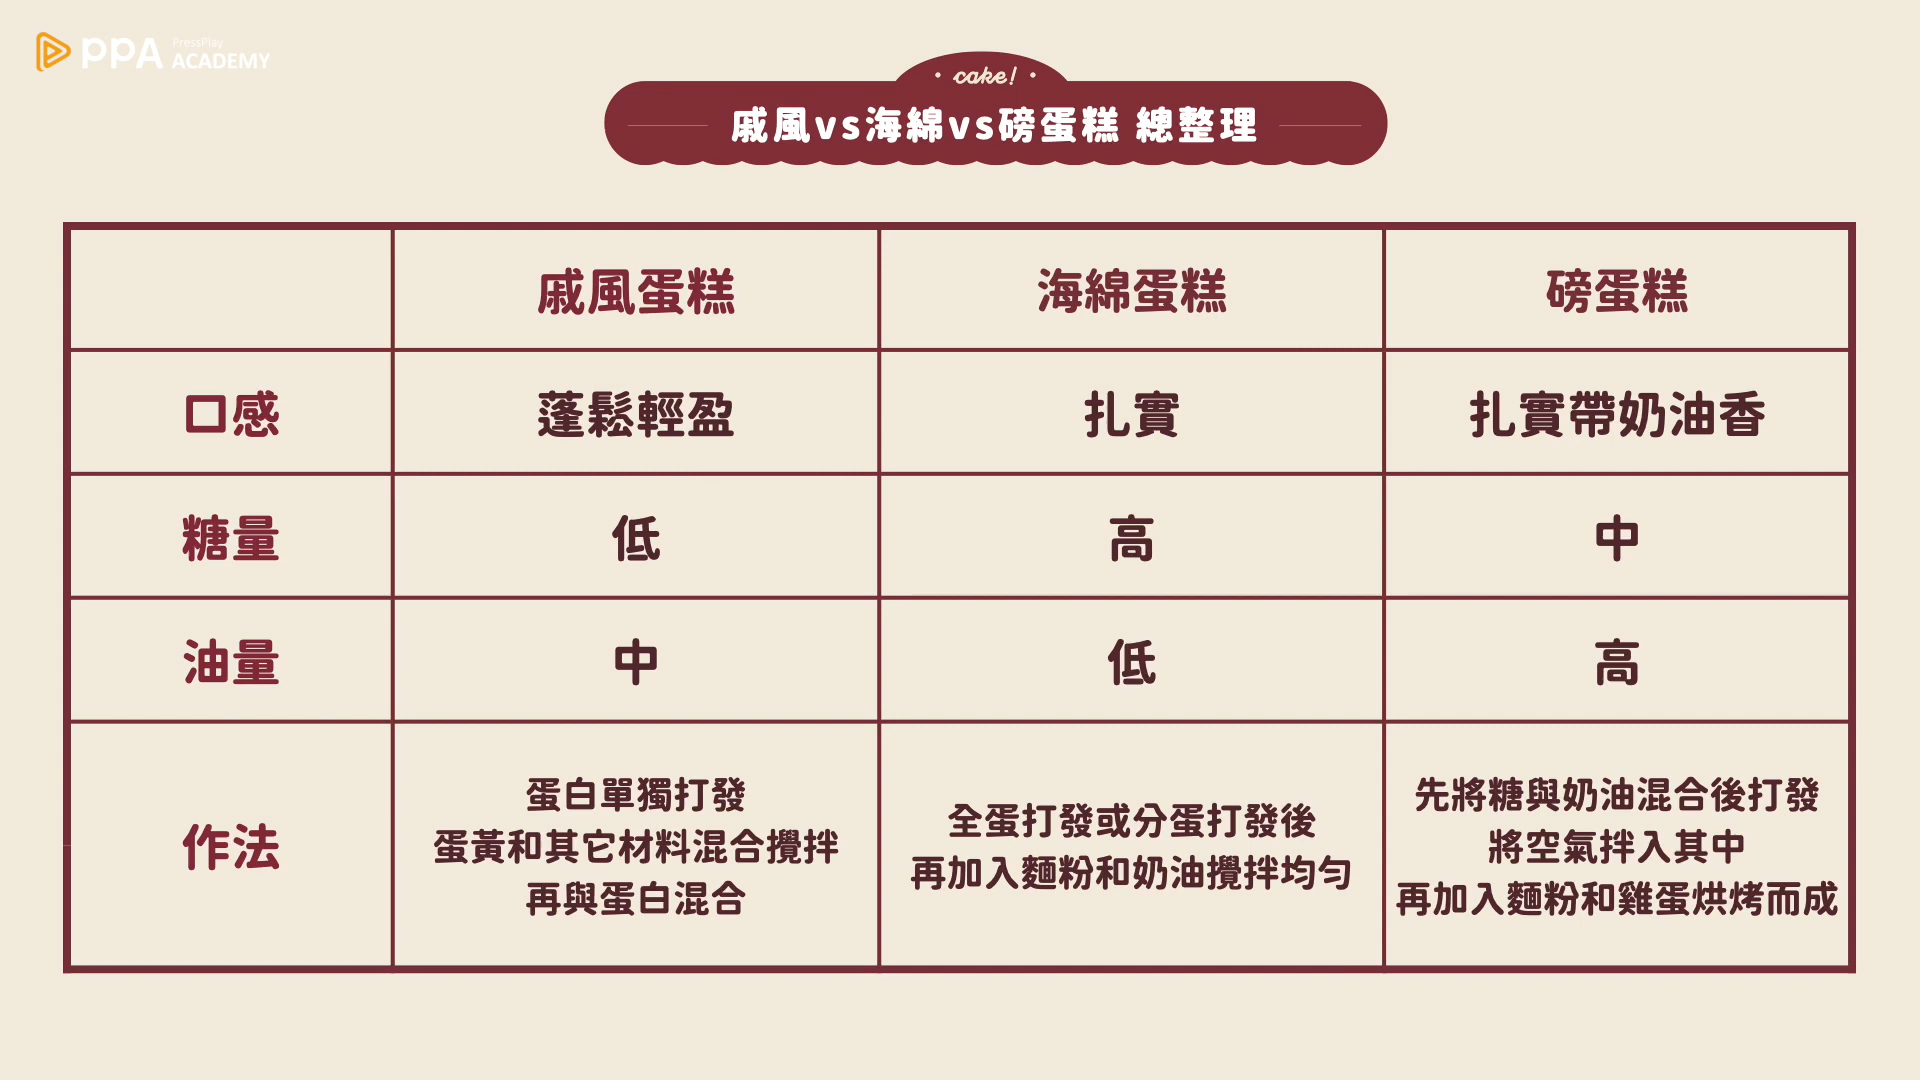 PPA PressPlay ACADEMY
• cake! •
戚風vs海綿vs磅蛋糕 總整理
戚風蛋糕 海綿蛋糕 磅蛋糕
口感 蓬鬆輕盈 扎實 扎實帶奶油香
糖量 低 高 中
油量 中 低 高
作法
蛋白單獨打發
蛋黃和其它材料混合攪拌
再與蛋白混合
全蛋打發或分蛋打發後
再加入麵粉和奶油攪拌均勻
先將糖與奶油混合後打發
將空氣拌入其中
再加入麵粉和雞蛋烘烤而成